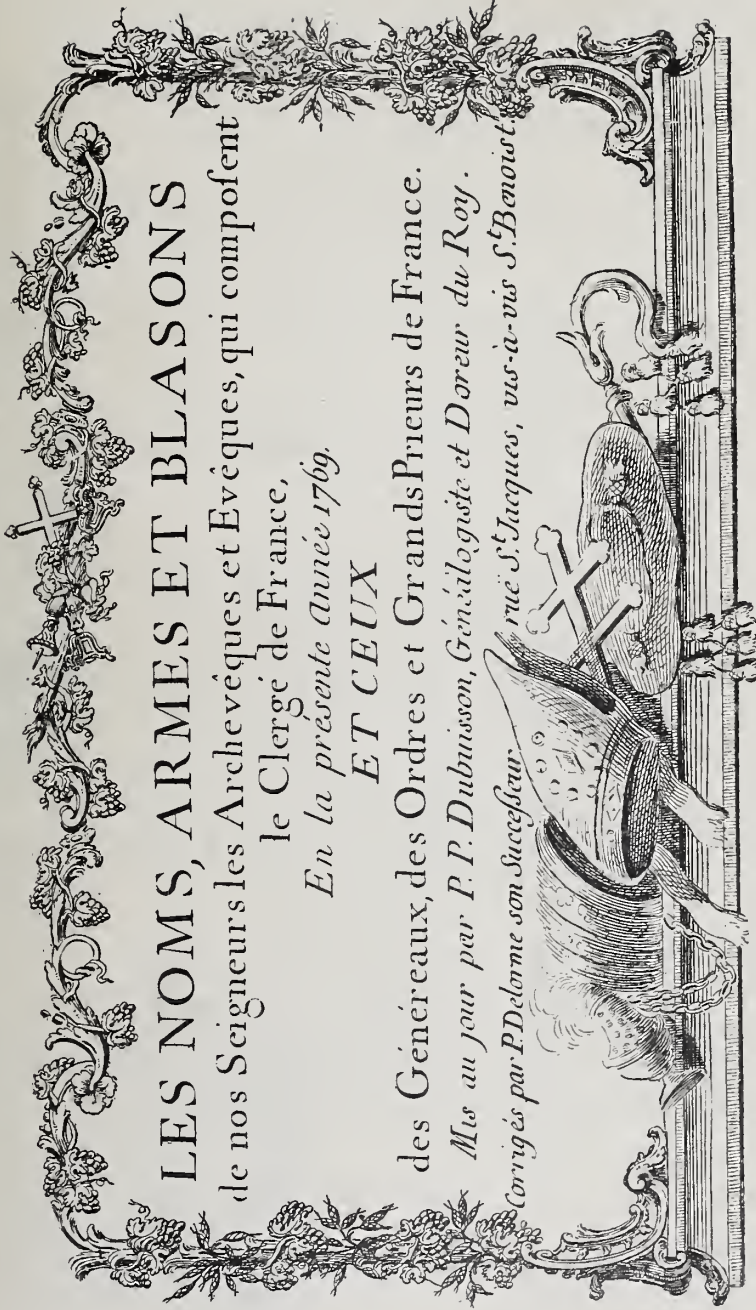 LES NOMS, ARMES ET BLASONS
de nos Seigneurs les Archevêques et Evêques, qui composent
le Clergé de France,
En la présente Année 1769.
ET CEUX
des Généreaux, des Ordres et Grands Prieurs de France.
Mis au jour par P. P. Dubuisson, Généalogiste et Doreur du Roy.
Corrigés par P. Delorme son Successeur rue St. Jacques, vis-à-vis St. Benoist.